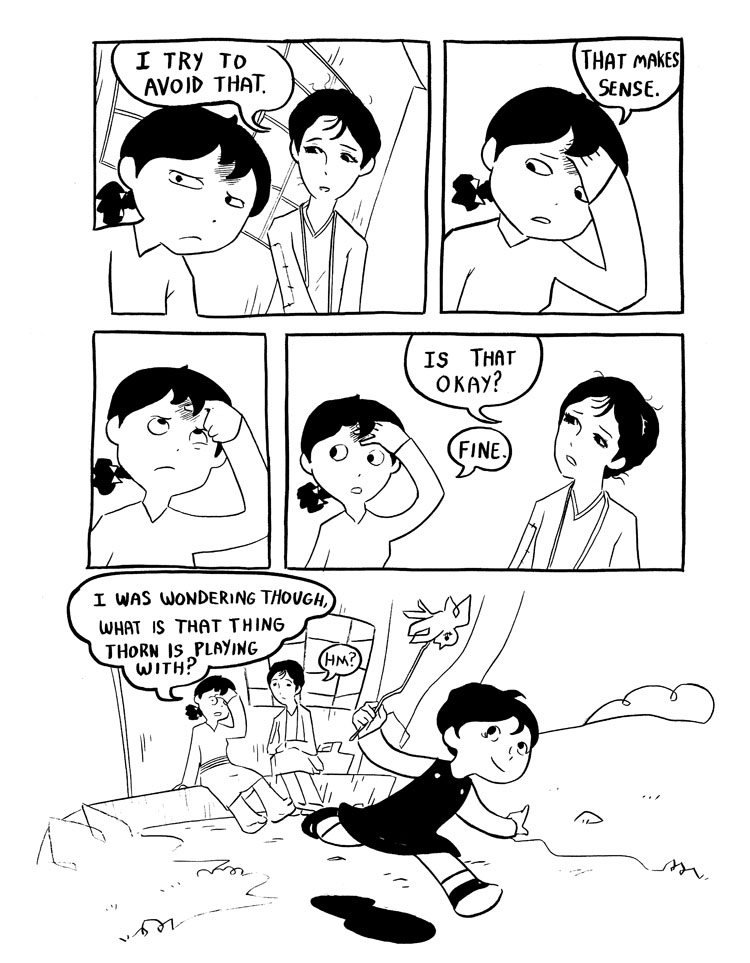 I TRY TO
AVOID THAT.
THAT MAKES
SENSE.
IS THAT
OKAY?
FINE.
I WAS WONDERING THOUGH,
WHAT IS THAT THING
THORN IS PLAYING
WITH?
HM?